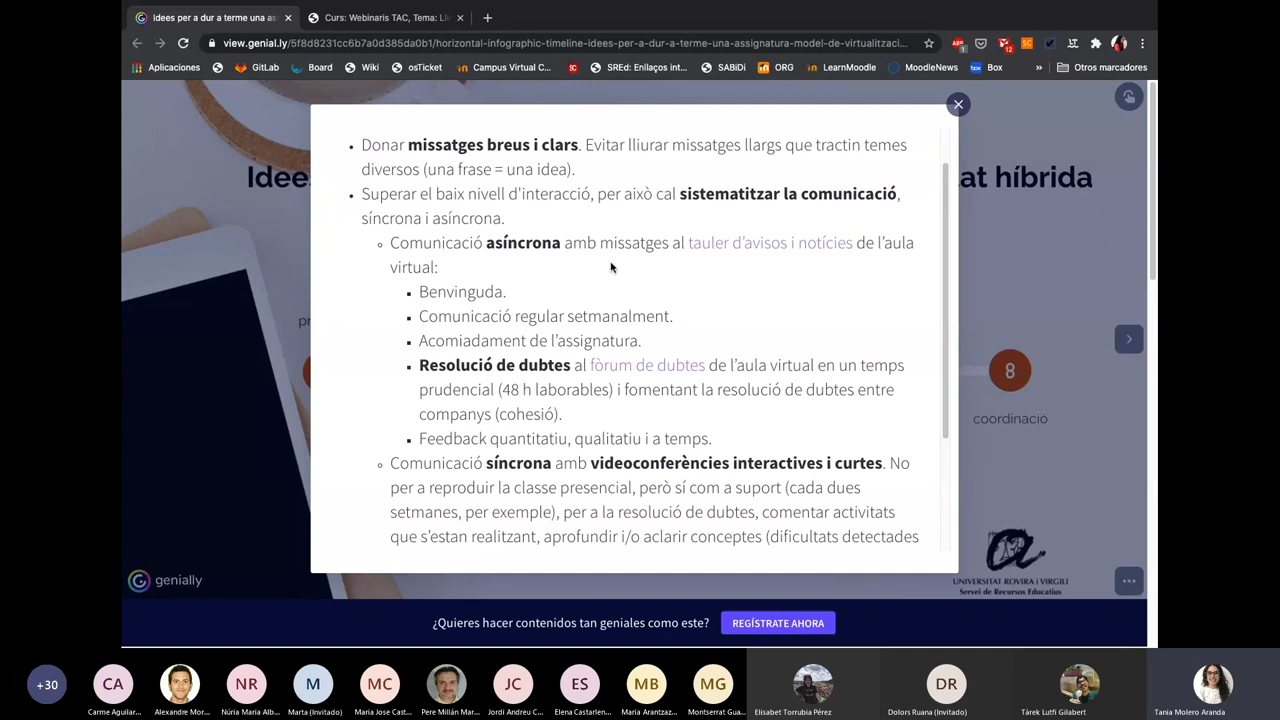 Idees per a dur a terme una as
Curs: Webinaris TAC, Tema: Lli
view.genial.ly/5f8d8231cc6b7a0d385da0b1/horizontal-infographic-timeline-idees-per-a-dur-a-terme-una-assignatura-model-de-virtualitzaci...
Aplicaciones
GitLab
Board
Wiki
osTicket
Campus Virtual C...
SREd: Enllaços int...
SABiDi
ORG
LearnMoodle
MoodleNews
Box
»
Otros marcadores
Idees
at híbrida
Donar missatges breus i clars. Evitar lliurar missatges llargs que tractin temes
diversos (una frase = una idea).
Superar el baix nivell d'interacció, per això cal sistematitzar la comunicació,
síncrona i asíncrona.
Comunicació asíncrona amb missatges al tauler d'avisos i notícies de l'aula
virtual:
Benvinguda.
Comunicació regular setmanalment.
Acomiadament de l'assignatura.
Resolució de dubtes al fòrum de dubtes de l'aula virtual en un temps
prudencial (48 h laborables) i fomentant la resolució de dubtes entre
companys (cohesió).
Feedback quantitatiu, qualitatiu i a temps.
Comunicació síncrona amb videoconferències interactives i curtes. No
per a reproduir la classe presencial, però sí com a suport (cada dues
setmanes, per exemple), per a la resolució de dubtes, comentar activitats
que s'estan realitzant, aprofundir i/o aclarir conceptes (dificultats detectades
pr
8
coordinació
genially
UNIVERSITAT ROVIRA I VIRGILI
Servei de Recursos Educatius
¿Quieres hacer contenidos tan geniales como este?
REGÍSTRATE AHORA
+30
CA
NR
M
MC
JC
ES
MB
MG
DR
Carme Aguilar...
Alexandre Mor...
Núria Maria Alb...
Marta (Invitado)
Maria Jose Cast...
Pere Millán Mar...
Jordi Andreu C...
Elena Castarlen...
Maria Arantzaz...
Montserrat Gua...
Elisabet Torrubia Pérez
Dolors Ruana (Invitado)
Tàrek Lutfi Gilabert
Tania Molero Aranda